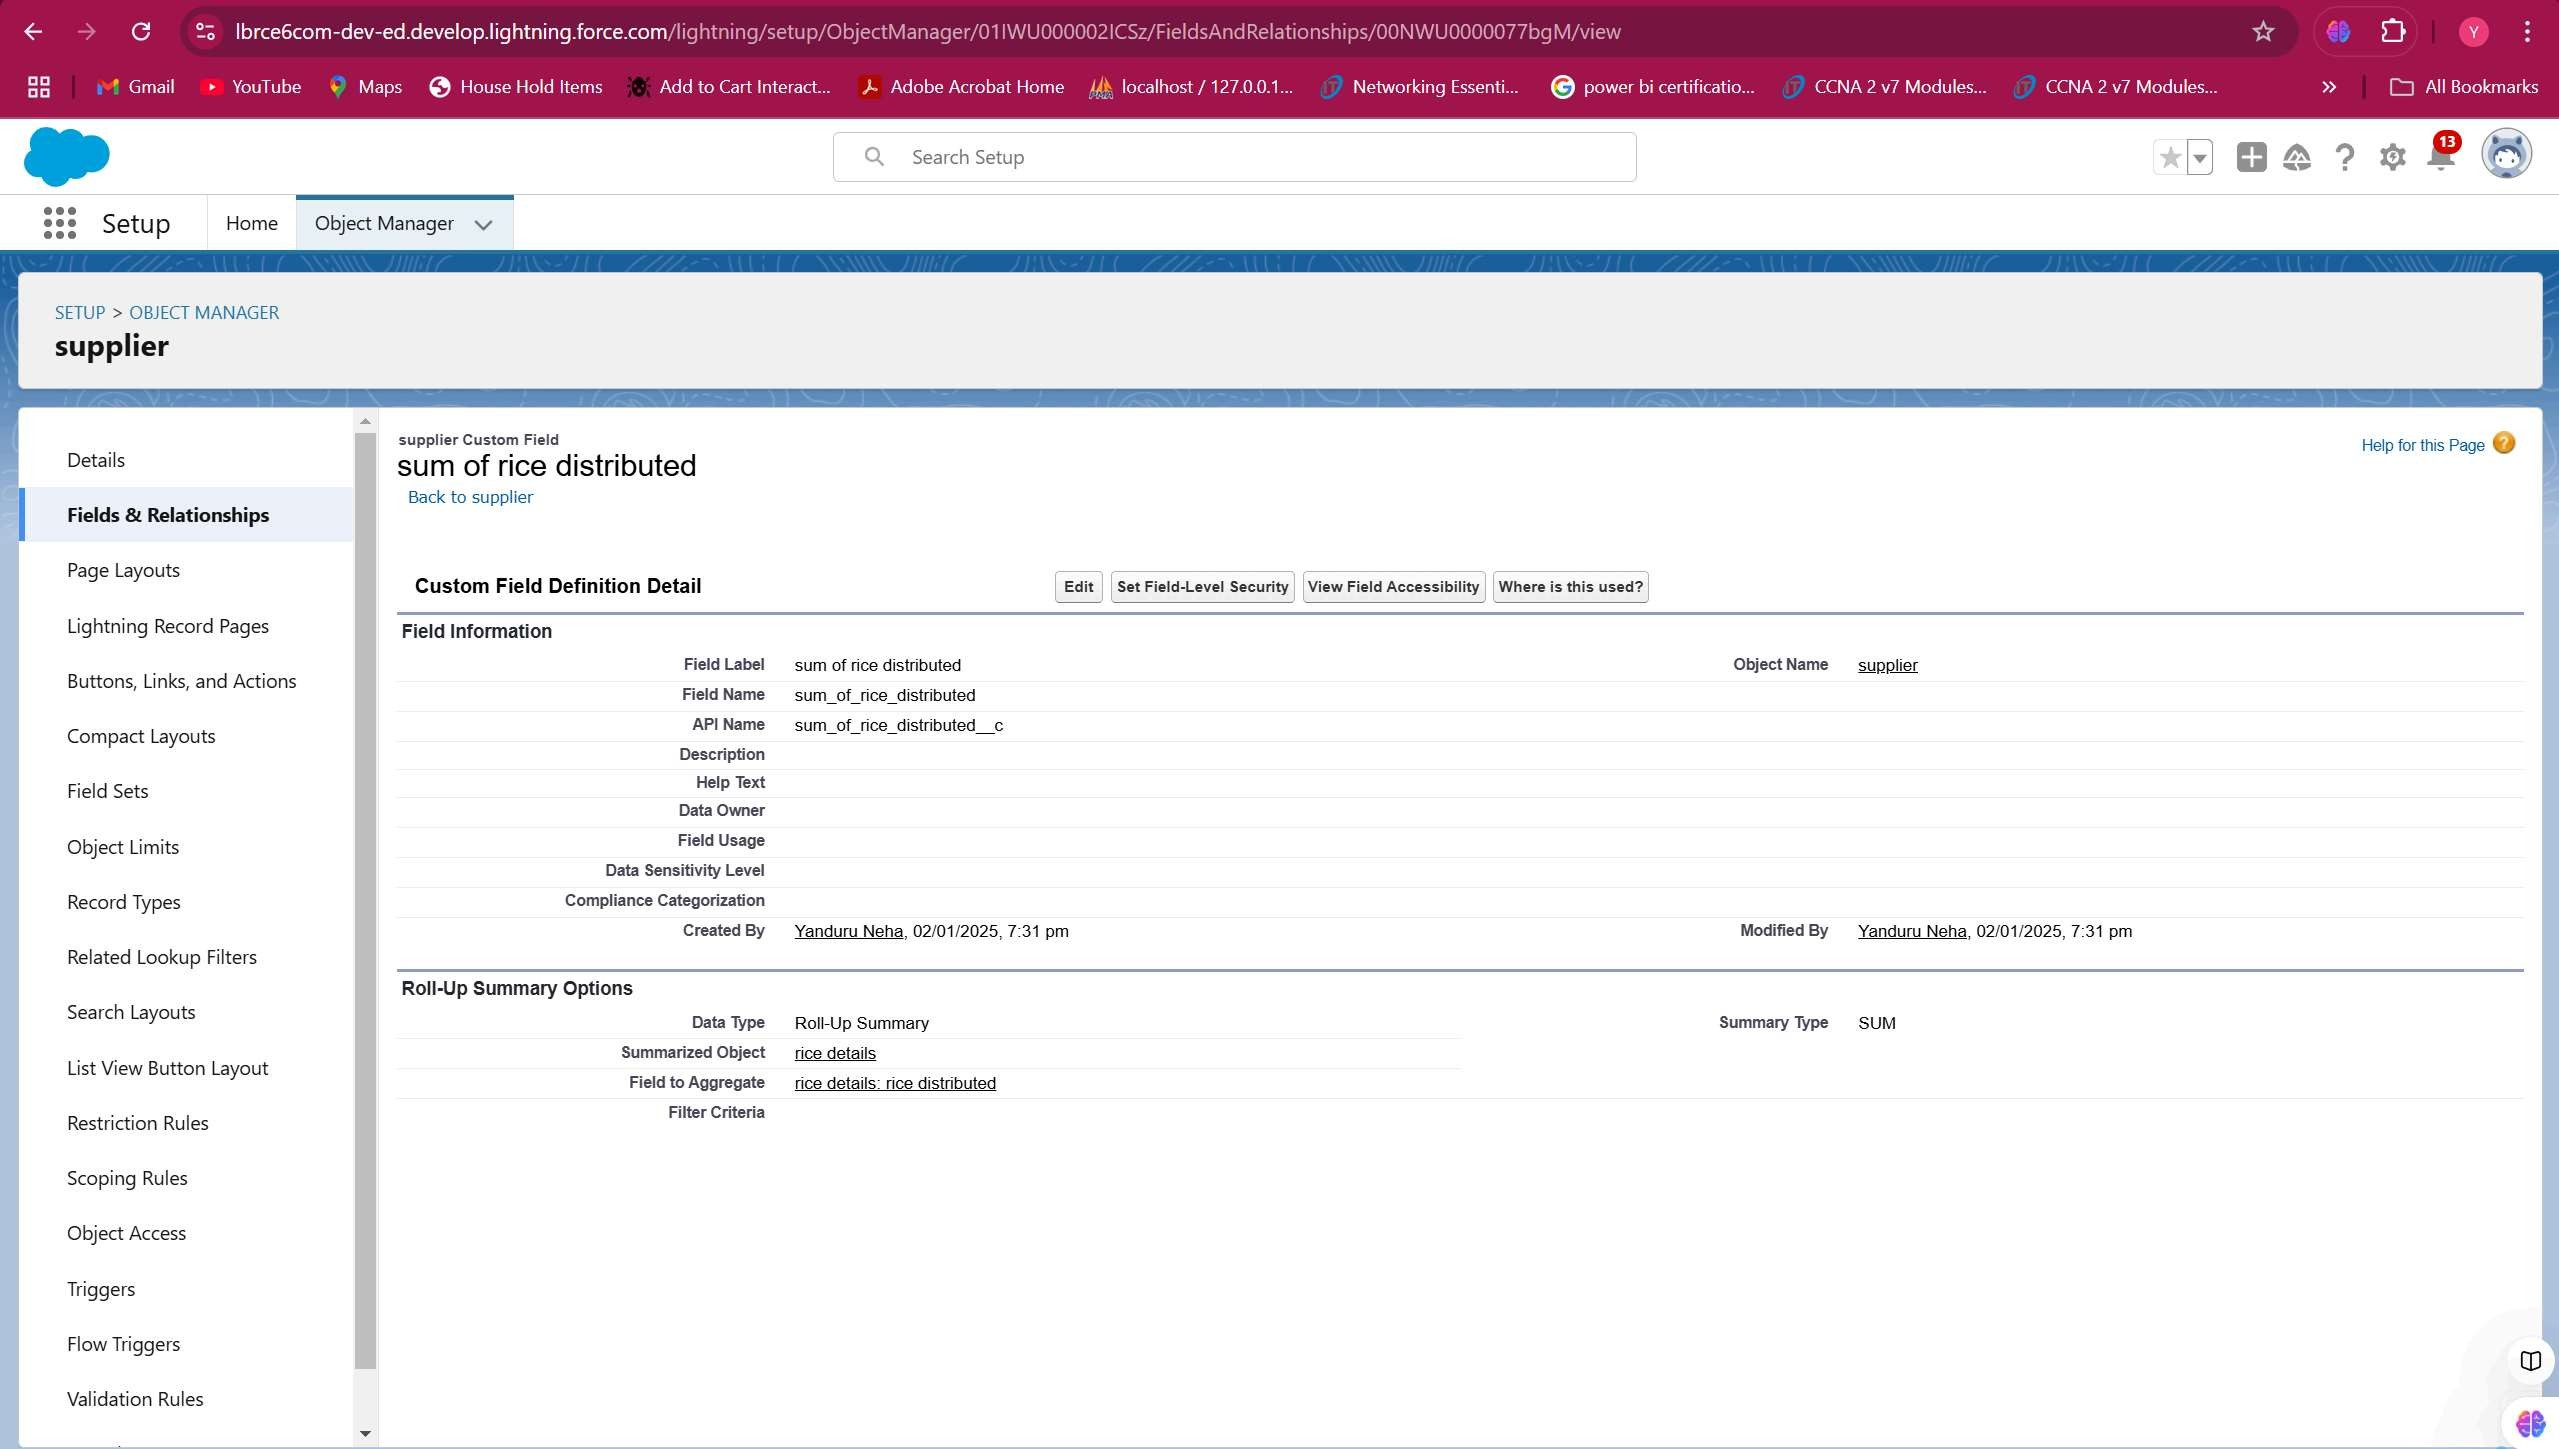 lbrce6com-dev-ed.develop.lightning.force.com/lightning/setup/ObjectManager/01IWU000002ICSz/FieldsAndRelationships/00NWU0000077bgM/view
Y
Gmail YouTube Maps House Hold Items Add to Cart Interact... Adobe Acrobat Home localhost / 127.0.0.1... Networking Essenti... power bi certificatio... CCNA 2 v7 Modules... CCNA 2 v7 Modules... » All Bookmarks
Search Setup
13
Setup Home Object Manager
SETUP > OBJECT MANAGER
supplier
Details
Fields & Relationships
Page Layouts
Lightning Record Pages
Buttons, Links, and Actions
Compact Layouts
Field Sets
Object Limits
Record Types
Related Lookup Filters
Search Layouts
List View Button Layout
Restriction Rules
Scoping Rules
Object Access
Triggers
Flow Triggers
Validation Rules
supplier Custom Field
sum of rice distributed
Back to supplier
Help for this Page ?
Custom Field Definition Detail Edit Set Field-Level Security View Field Accessibility Where is this used?
Field Information
Field Label sum of rice distributed Object Name supplier
Field Name sum_of_rice_distributed
API Name sum_of_rice_distributed__c
Description
Help Text
Data Owner
Field Usage
Data Sensitivity Level
Compliance Categorization
Created By Yanduru Neha, 02/01/2025, 7:31 pm Modified By Yanduru Neha, 02/01/2025, 7:31 pm
Roll-Up Summary Options
Data Type Roll-Up Summary Summary Type SUM
Summarized Object rice details
Field to Aggregate rice details: rice distributed
Filter Criteria